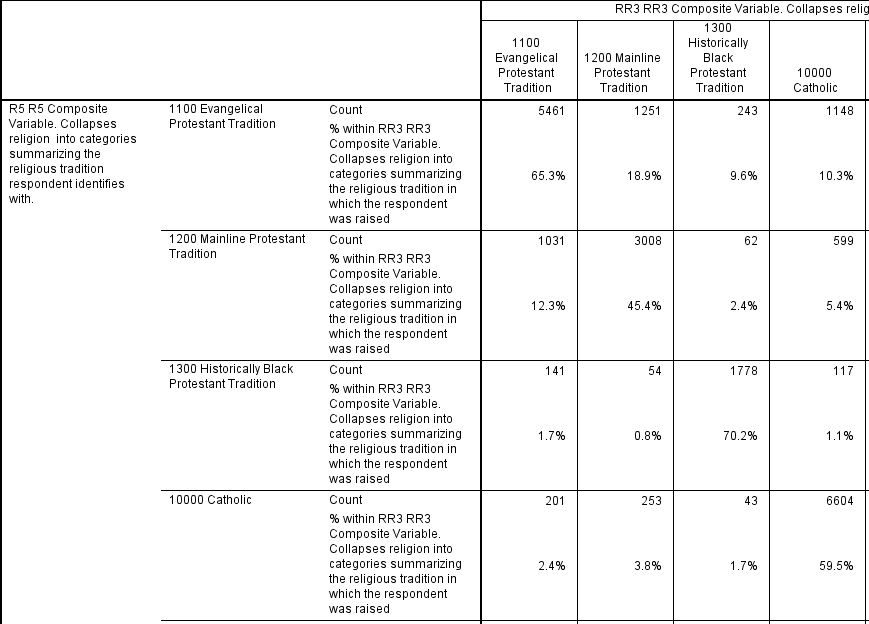 RR3 RR3 Composite Variable. Collapses relig
1100
Evangelical
Protestant
Tradition
1200 Mainline
Protestant
Tradition
1300
Historically
Black
Protestant
Tradition
10000
Catholic
R5 R5 Composite
Variable. Collapses
religion into categories
summarizing the
religious tradition
respondent identifies
with.
1100 Evangelical
Protestant Tradition
Count
5461
1251
243
1148
% within RR3 RR3
Composite Variable.
Collapses religion into
categories summarizing
the religious tradition in
which the respondent
was raised
65.3%
18.9%
9.6%
10.3%
1200 Mainline Protestant
Tradition
Count
1031
3008
62
599
% within RR3 RR3
Composite Variable.
Collapses religion into
categories summarizing
the religious tradition in
which the respondent
was raised
12.3%
45.4%
2.4%
5.4%
1300 Historically Black
Protestant Tradition
Count
141
54
1778
117
% within RR3 RR3
Composite Variable.
Collapses religion into
categories summarizing
the religious tradition in
which the respondent
was raised
1.7%
0.8%
70.2%
1.1%
10000 Catholic
Count
201
253
43
6604
% within RR3 RR3
Composite Variable.
Collapses religion into
categories summarizing
the religious tradition in
which the respondent
was raised
2.4%
3.8%
1.7%
59.5%